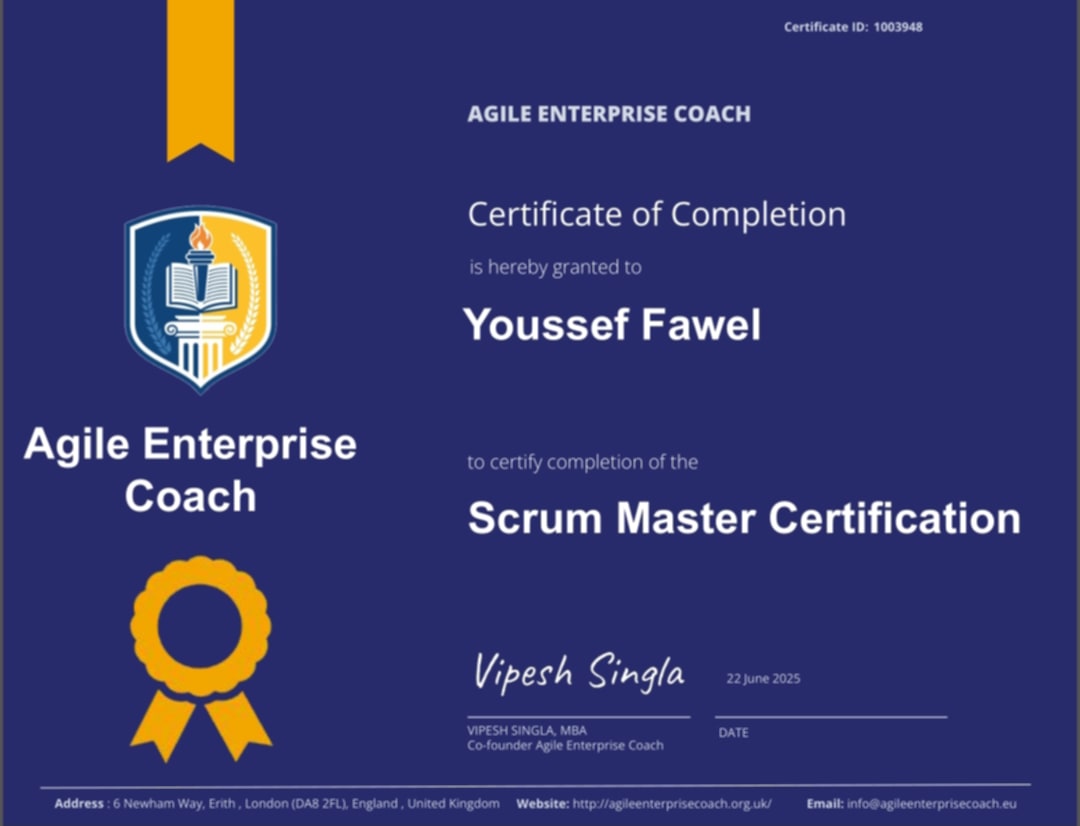 Certificate ID: 1003948
AGILE ENTERPRISE COACH
Certificate of Completion
is hereby granted to
Youssef Fawel
Agile Enterprise
Coach
to certify completion of the
Scrum Master Certification
Vipesh Singla
22 June 2025
VIPESH SINGLA, MBA
Co-founder Agile Enterprise Coach
DATE
Address : 6 Newham Way, Erith , London (DA8 2FL), England , United Kingdom Website: http://agileenterprisecoach.org.uk/ Email: info@agileenterprisecoach.eu